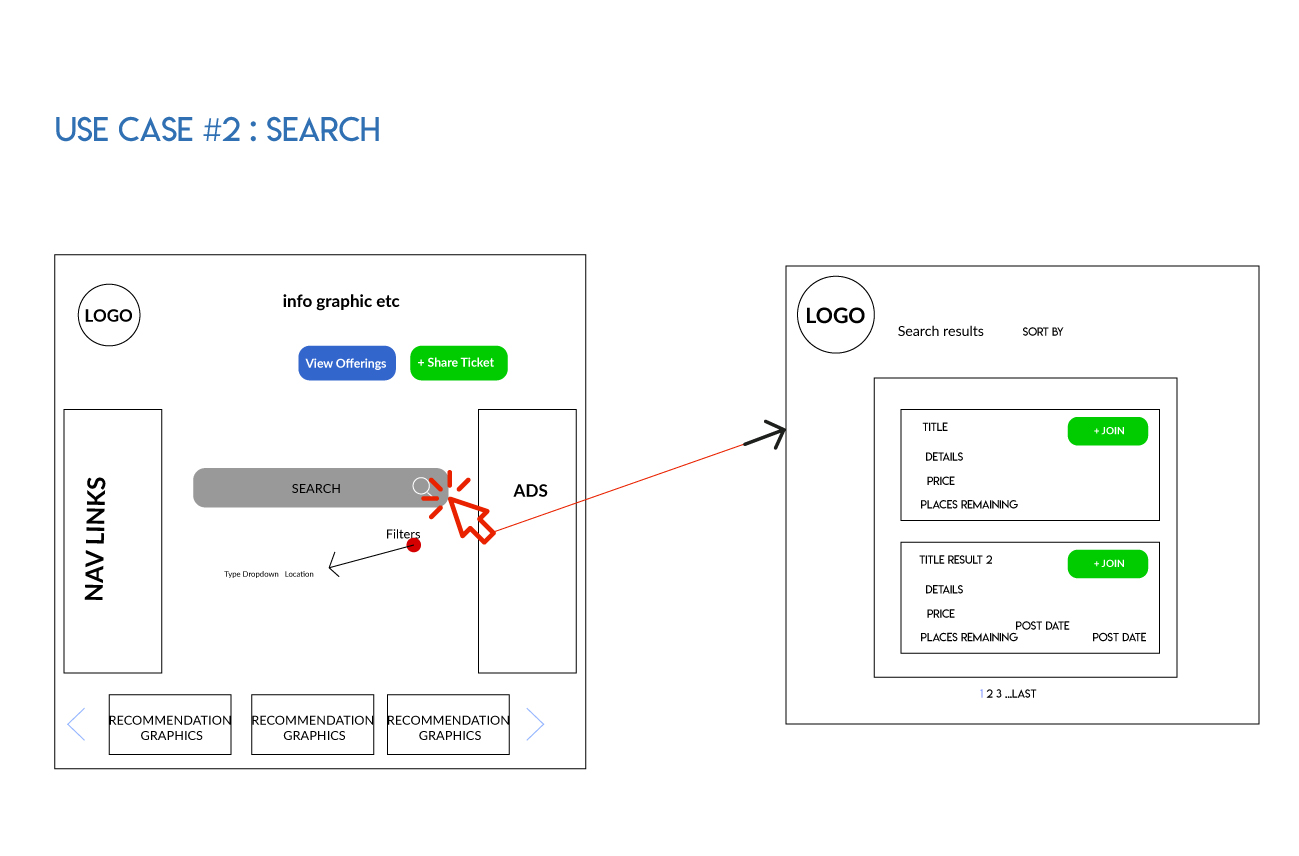 USE CASE #2 : SEARCH
LOGO
info graphic etc
View Offerings
+ Share Ticket
NAV LINKS
SEARCH
ADS
Filters
Type Dropdown Location
RECOMMENDATION
GRAPHICS
RECOMMENDATION
GRAPHICS
RECOMMENDATION
GRAPHICS
LOGO
Search results
SORT BY
TITLE
+ JOIN
DETAILS
PRICE
PLACES REMAINING
TITLE RESULT 2
+ JOIN
DETAILS
PRICE
POST DATE
PLACES REMAINING
POST DATE
1 2 3 ...LAST